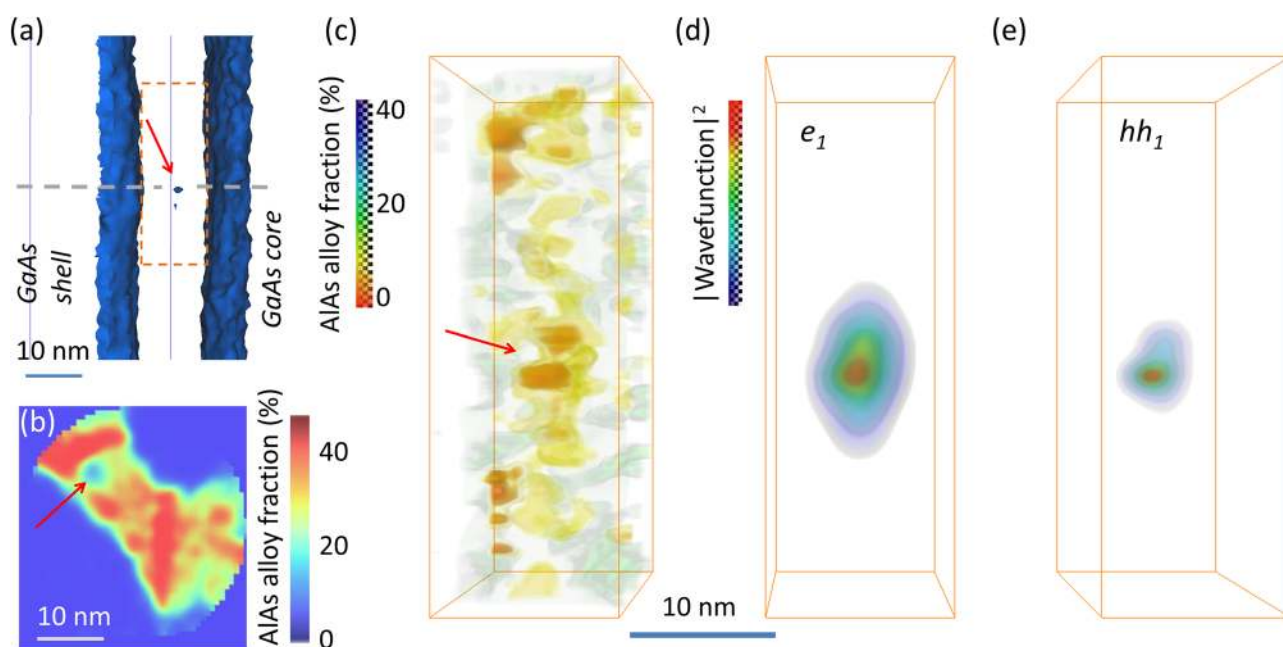 (a)
GaAs
shell
GaAs core
10 nm
(b)
10 nm
AlAs alloy fraction (%)
40
20
0
(c)
AlAs alloy fraction (%)
40
20
0
10 nm
(d)
|Wavefunction|²
e₁
(e)
hh₁